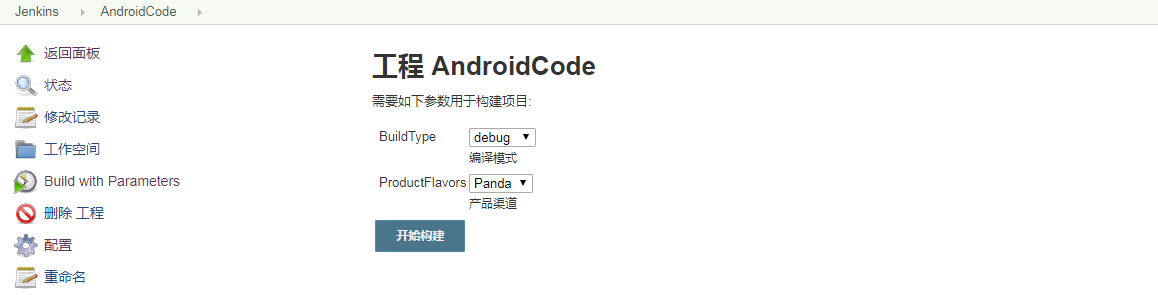 Jenkins AndroidCode
返回面板
状态
修改记录
工作空间
Build with Parameters
删除 工程
配置
重命名
工程 AndroidCode
需要如下参数用于构建项目:
BuildType debug
编译模式
ProductFlavors Panda
产品渠道
开始构建